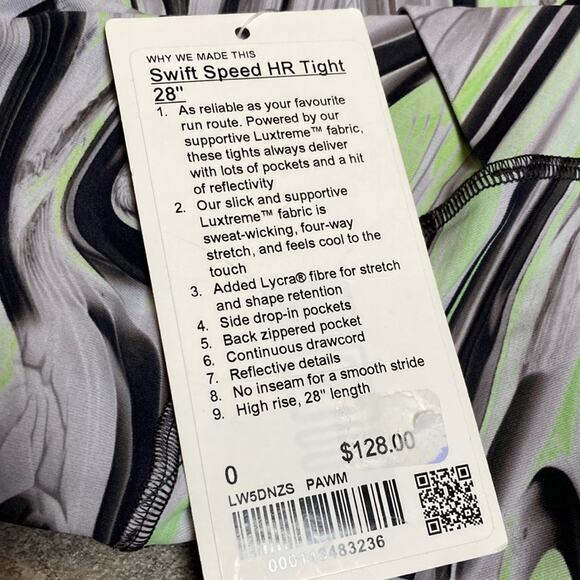 WHY WE MADE THIS
Swift Speed HR Tight
28"
1. As reliable as your favourite
run route. Powered by our
supportive Luxtreme™ fabric,
these tights always deliver
with lots of pockets and a hit
of reflectivity
2. Our slick and supportive
Luxtreme™ fabric is
sweat-wicking, four-way
stretch, and feels cool to the
touch
3. Added Lycra® fibre for stretch
and shape retention
4. Side drop-in pockets
5. Back zippered pocket
6. Continuous drawcord
7. Reflective details
8. No inseam for a smooth stride
9. High rise, 28" length
0
$128.00
LW5DNZS PAWM